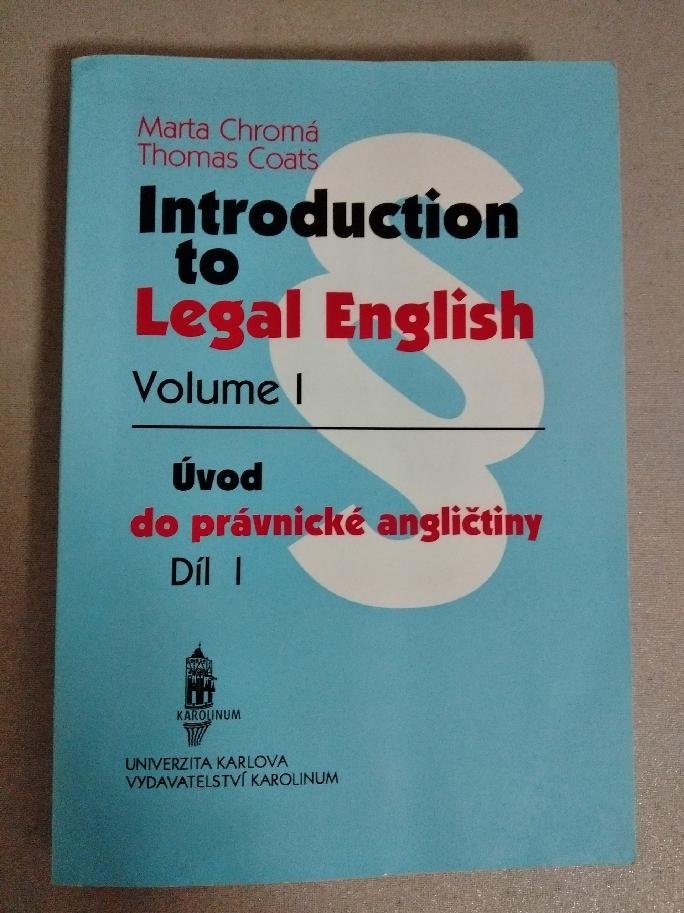 Marta Chromá
Thomas Coats
Introduction
to
Legal English
Volume I
Úvod
do právnické angličtiny
Díl I
KAROLINUM
UNIVERZITA KARLOVA
VYDAVATELSTVÍ KAROLINUM